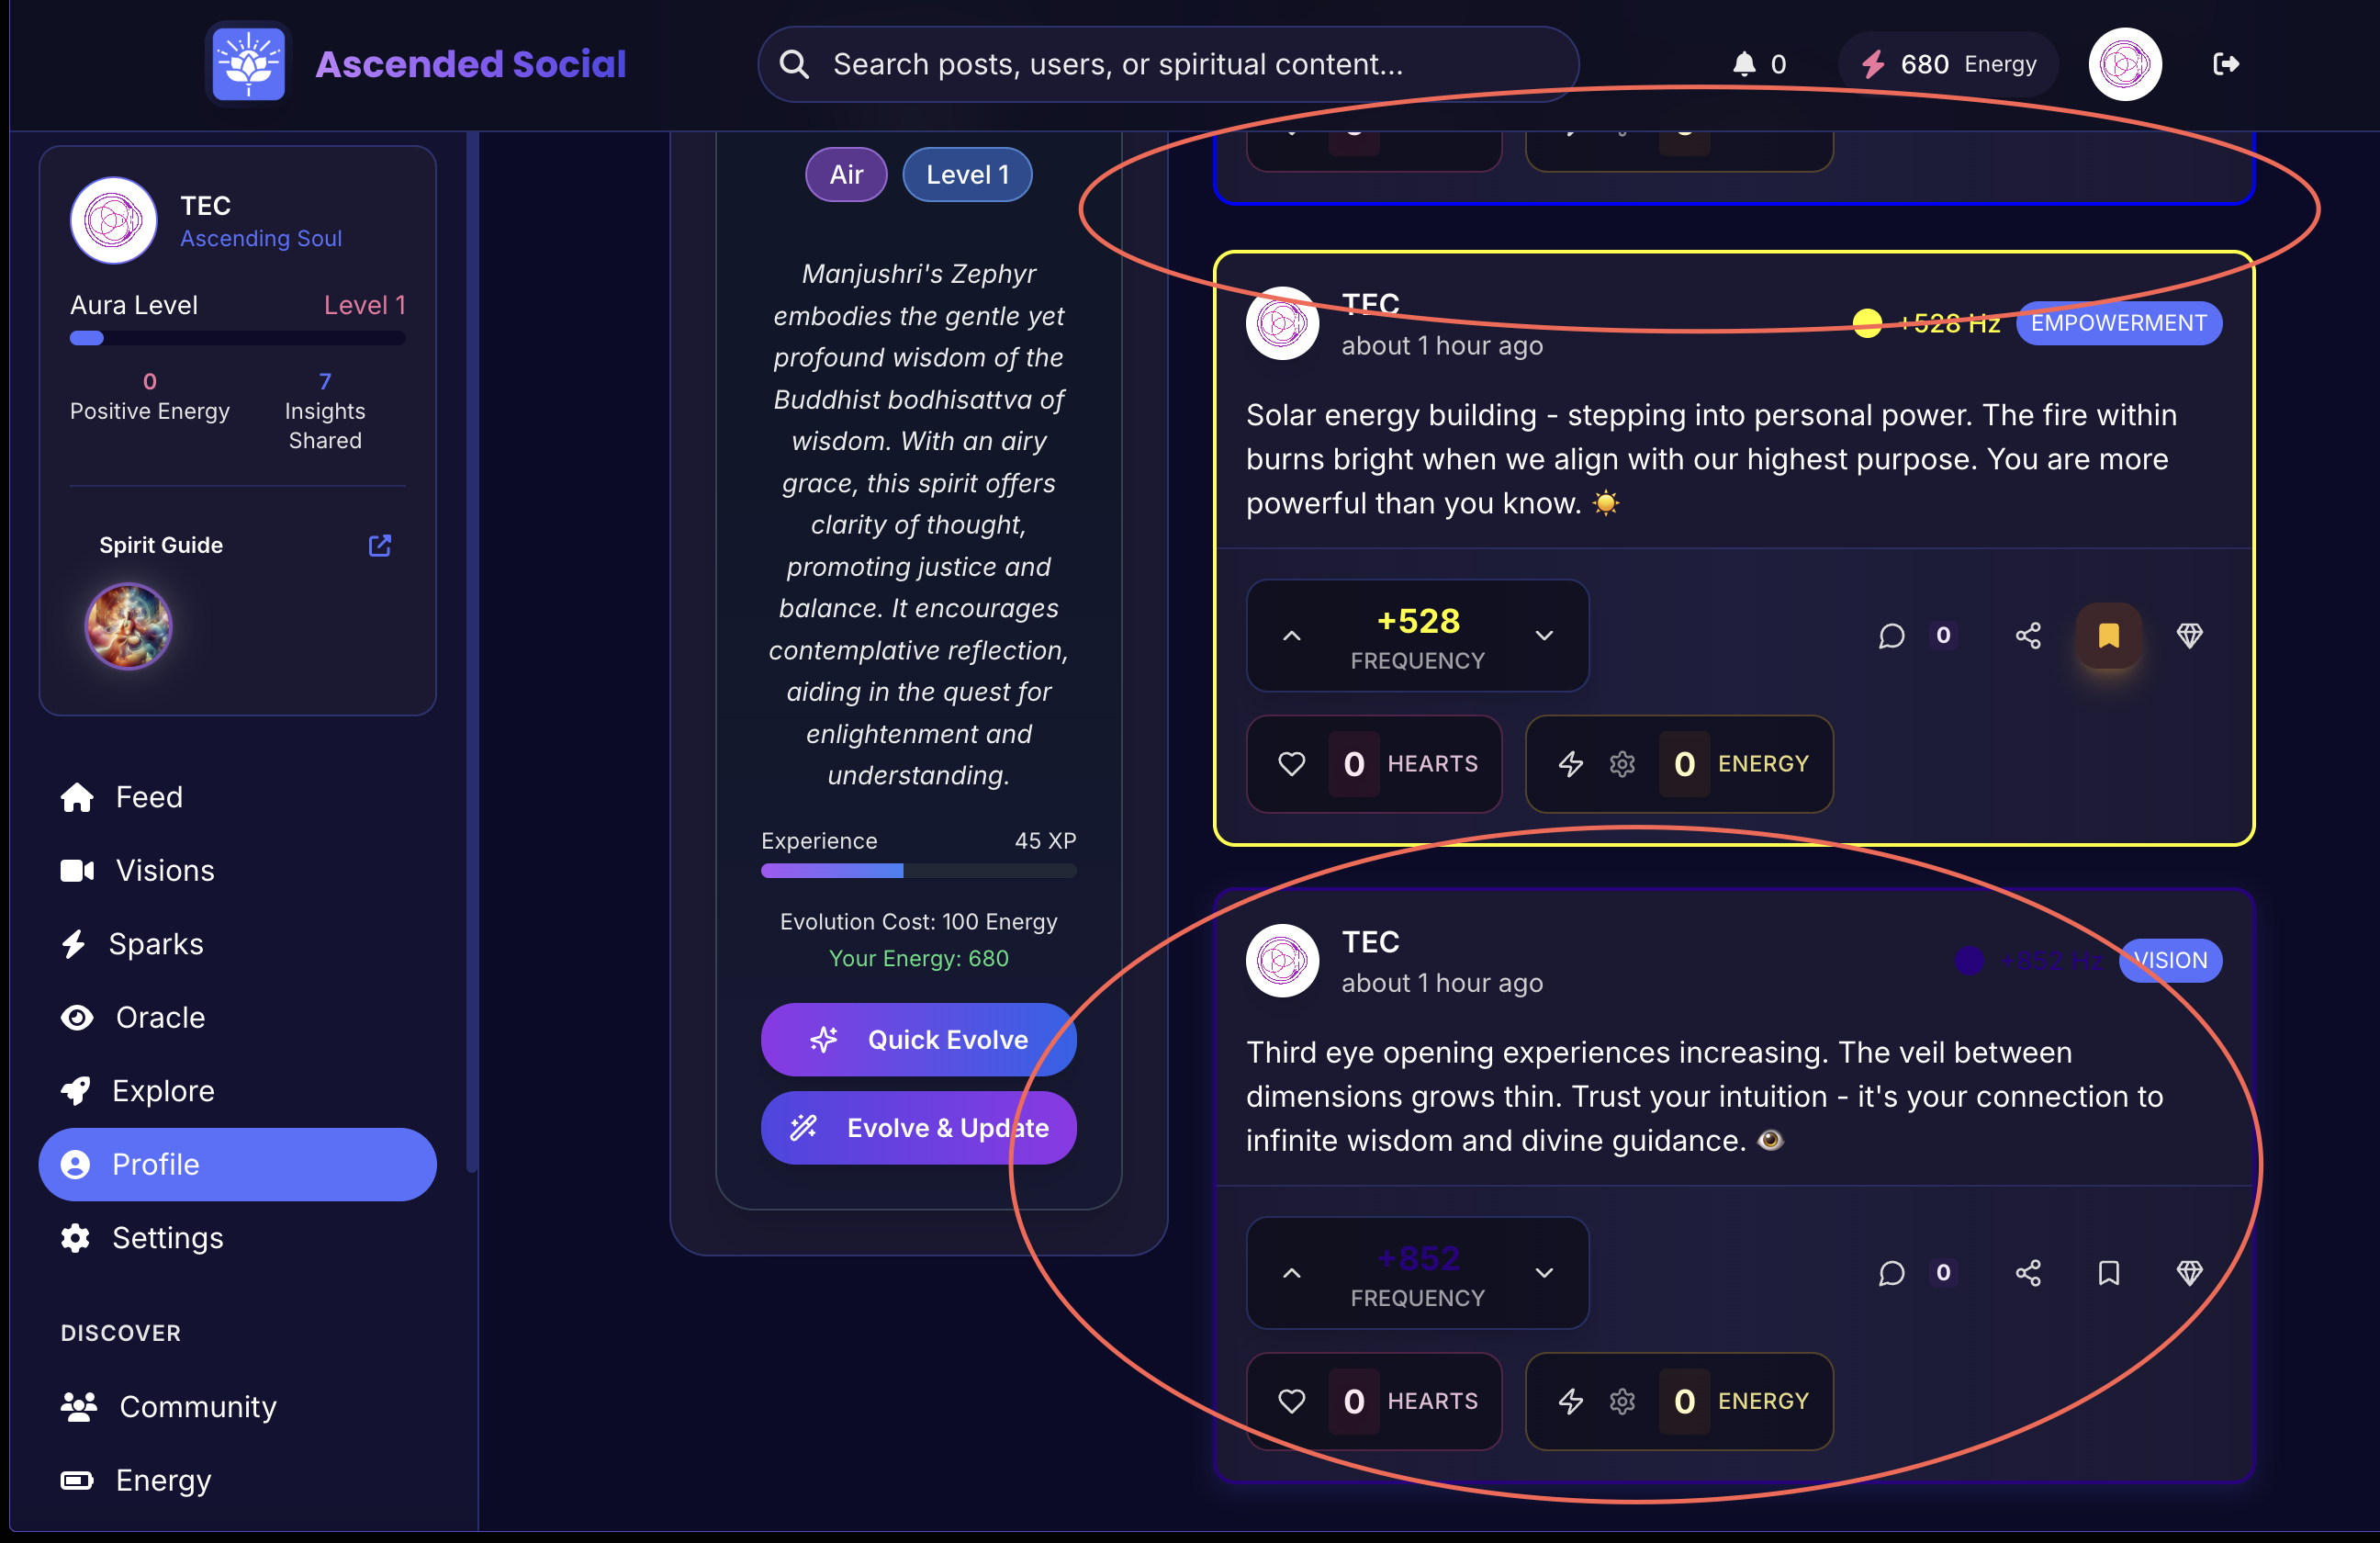 Ascended Social
Search posts, users, or spiritual content...
0
680 Energy
TEC
Ascending Soul
Aura Level
Level 1
0
Positive Energy
7
Insights
Shared
Spirit Guide
Feed
Visions
Sparks
Oracle
Explore
Profile
Settings
DISCOVER
Community
Energy
Air
Level 1
Manjushri's Zephyr
embodies the gentle yet
profound wisdom of the
Buddhist bodhisattva of
wisdom. With an airy
grace, this spirit offers
clarity of thought,
promoting justice and
balance. It encourages
contemplative reflection,
aiding in the quest for
enlightenment and
understanding.
Experience
45 XP
Evolution Cost: 100 Energy
Your Energy: 680
Quick Evolve
Evolve & Update
TEC
about 1 hour ago
+528 Hz
EMPOWERMENT
Solar energy building - stepping into personal power. The fire within
burns bright when we align with our highest purpose. You are more
powerful than you know. ☀️
+528
FREQUENCY
0
0 HEARTS
0 ENERGY
TEC
about 1 hour ago
+852 Hz
VISION
Third eye opening experiences increasing. The veil between
dimensions grows thin. Trust your intuition - it's your connection to
infinite wisdom and divine guidance. 👁️
+852
FREQUENCY
0
0 HEARTS
0 ENERGY